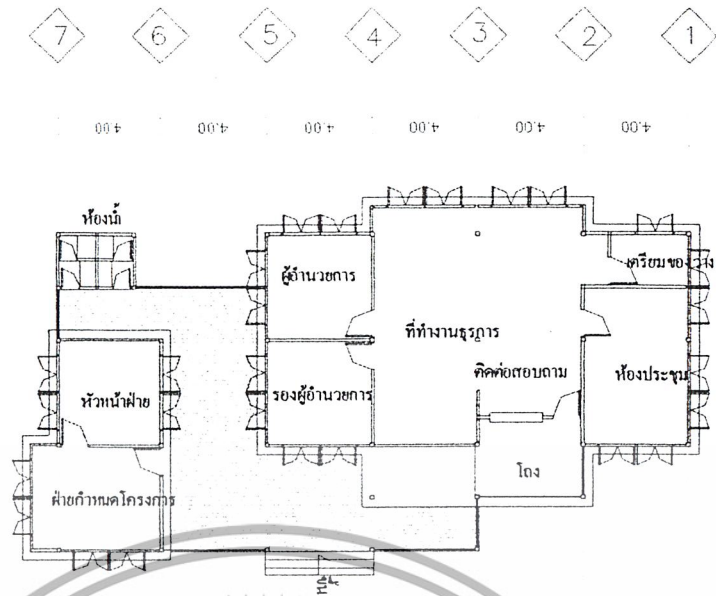 7 6 5 4 3 2 1
4.00 4.00 4.00 4.00 4.00 4.00
ห้องน้ำ
ผู้อำนวยการ
เตรียมของว่าง
ที่ทำงานธุรการ
ติดต่อสอบถาม
ห้องประชุม
หัวหน้าฝ่าย
รองผู้อำนวยการ
โถง
ฝ่ายกำหนดโครงการ